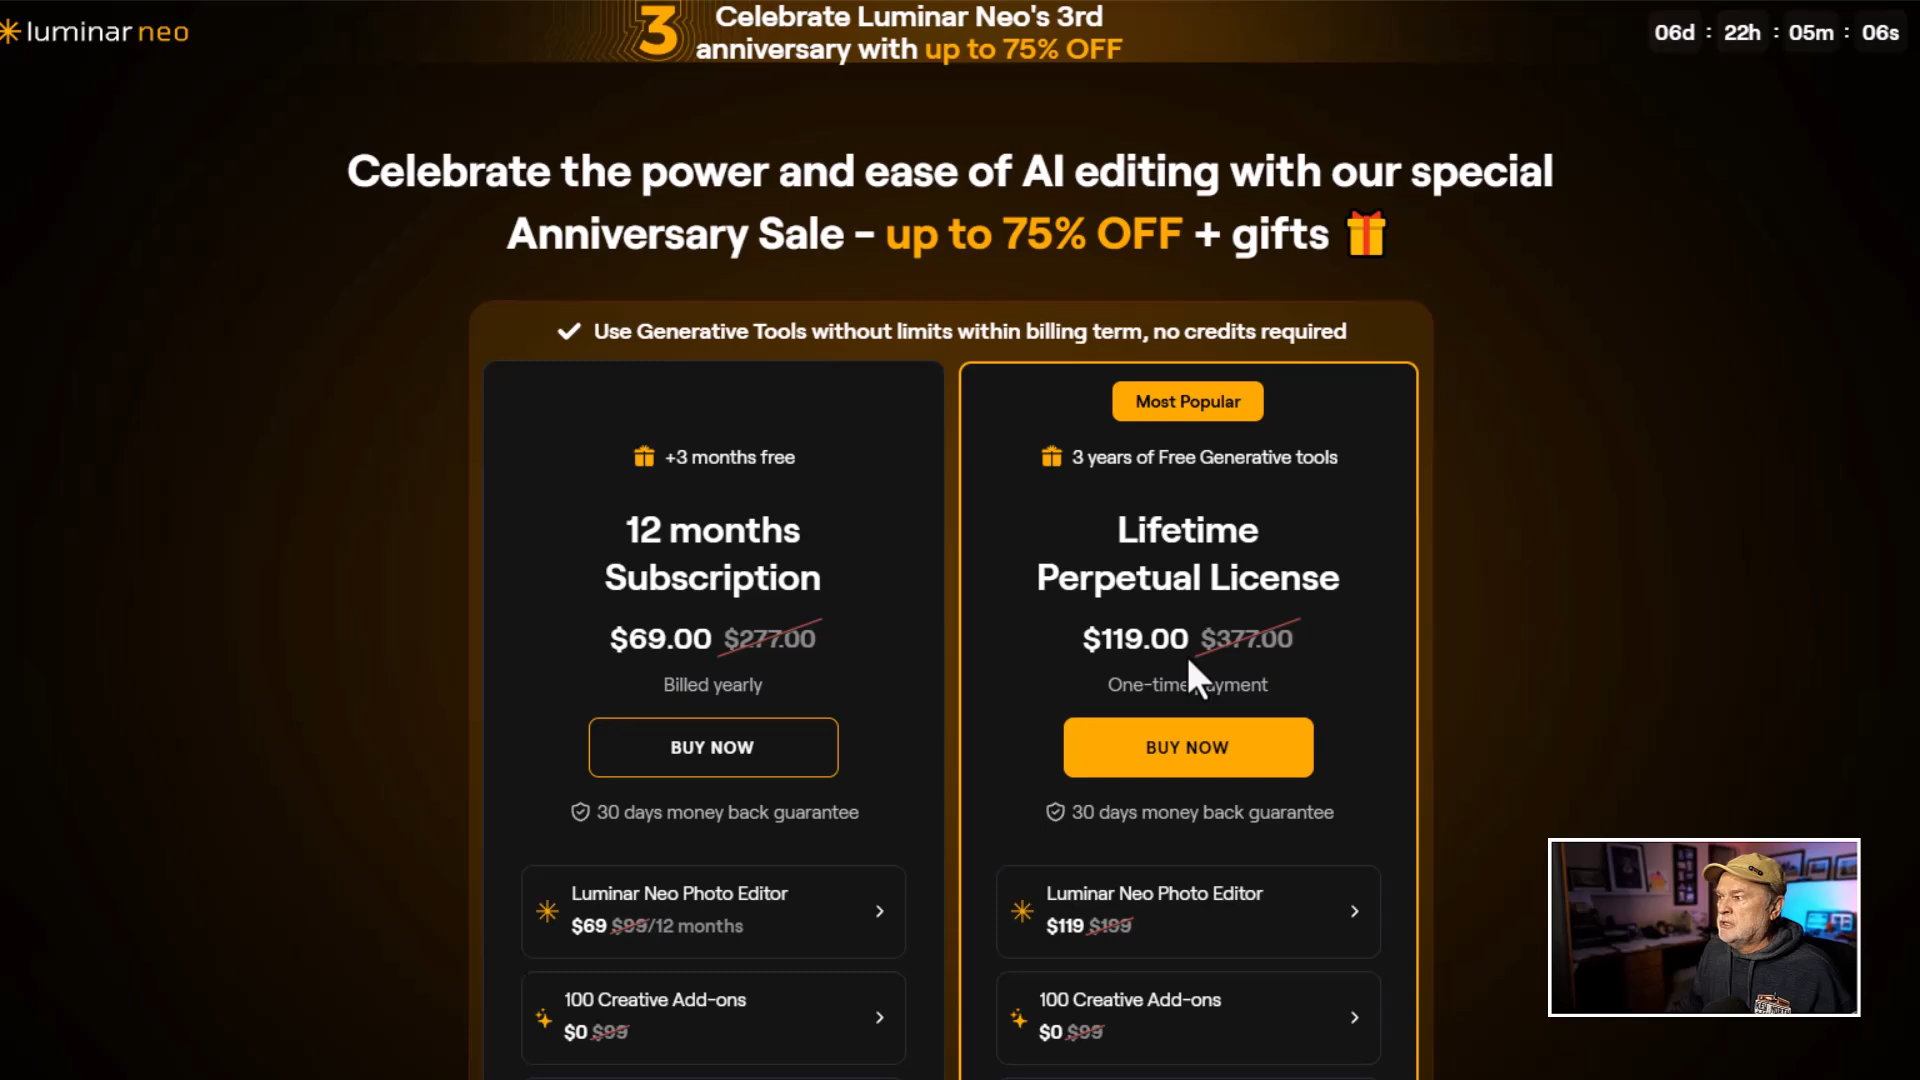 luminar neo
3
Celebrate Luminar Neo's 3rd
anniversary with up to 75% OFF
06d : 22h : 05m : 06s
Celebrate the power and ease of AI editing with our special
Anniversary Sale - up to 75% OFF + gifts
Use Generative Tools without limits within billing term, no credits required
+3 months free
12 months
Subscription
$69.00 $277.00
Billed yearly
BUY NOW
30 days money back guarantee
Luminar Neo Photo Editor
$69 $99/12 months
100 Creative Add-ons
$0 $99
Most Popular
3 years of Free Generative tools
Lifetime
Perpetual License
$119.00 $377.00
One-time payment
BUY NOW
30 days money back guarantee
Luminar Neo Photo Editor
$119 $199
100 Creative Add-ons
$0 $99